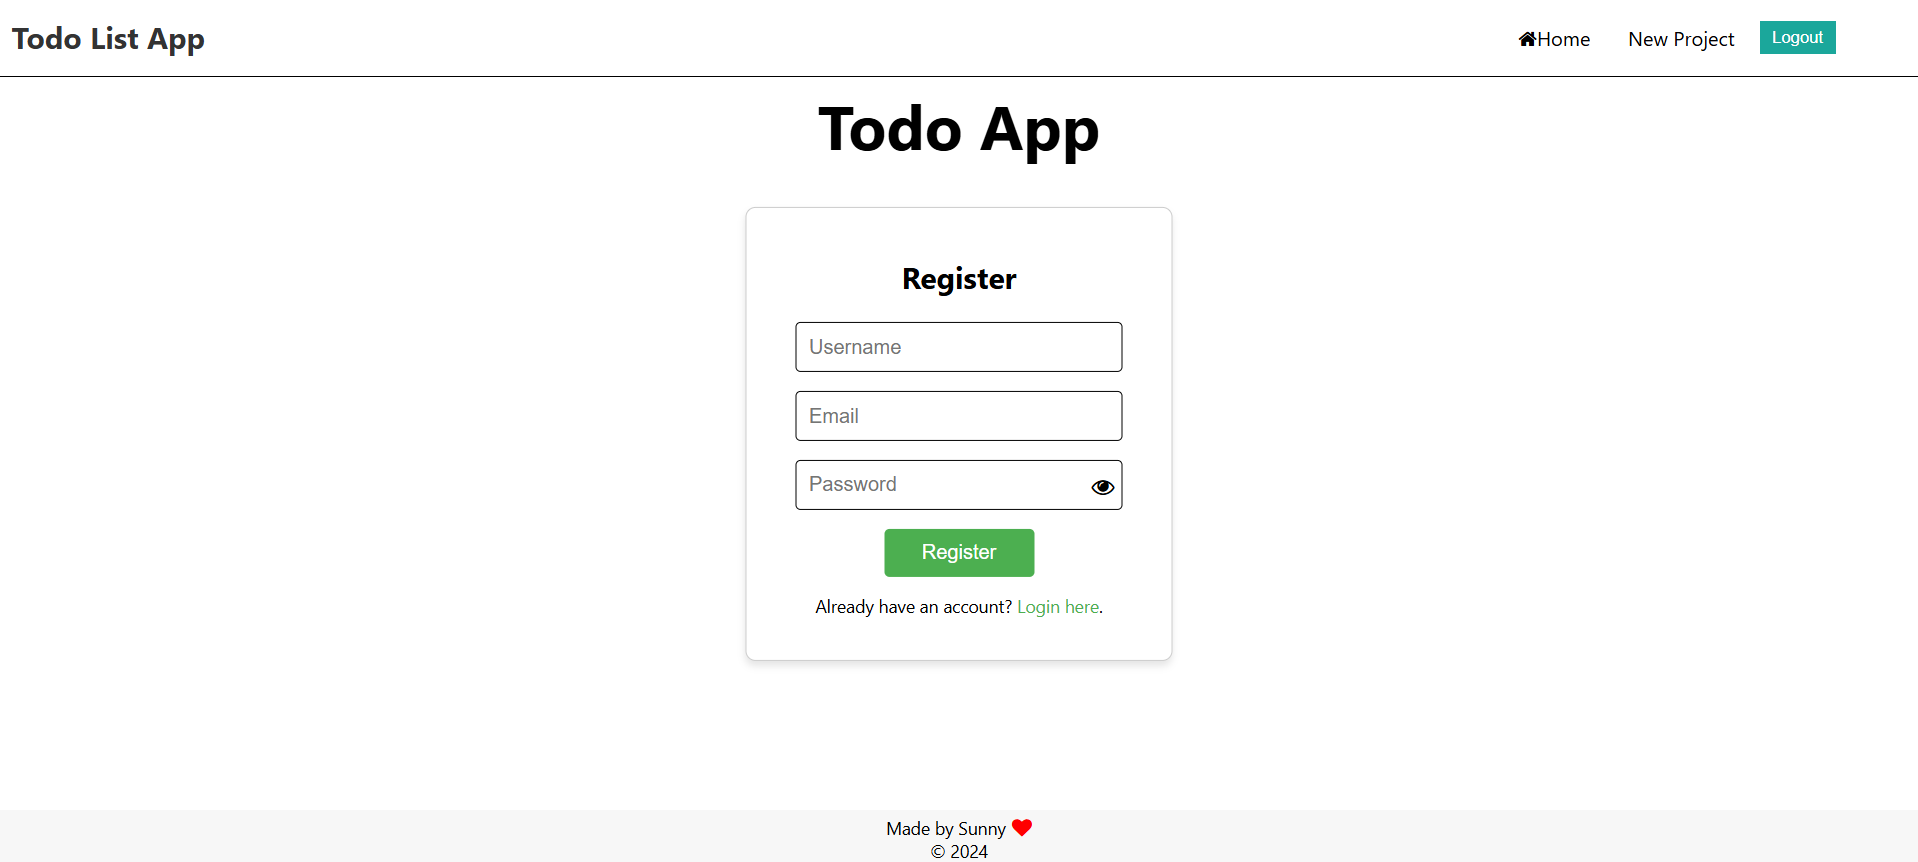 Todo List App
Home
New Project
Logout
Todo App
Register
Username
Email
Password
Register
Already have an account? Login here.
Made by Sunny
© 2024